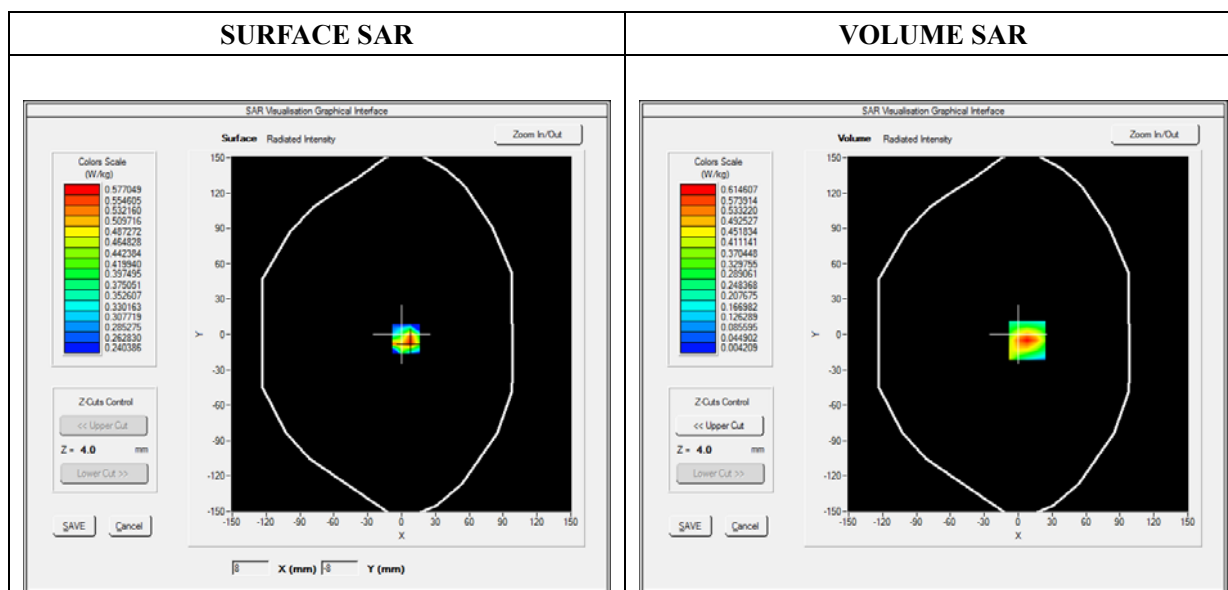 SURFACE SAR
VOLUME SAR
SAR Visualisation Graphical Interface
Surface Radiated Intensity
Zoom In/Out
Colors Scale
(W/kg)
0.577049
0.554605
0.532160
0.509716
0.487272
0.464828
0.442384
0.419940
0.397495
0.375051
0.352607
0.330163
0.307719
0.285275
0.262830
0.240386
Z-Cuts Control
<< Upper Cut
Z = 4.0 mm
Lower Cut >>
SAVE Cancel
150
120
90
60
30
0
-30
-60
-90
-120
-150
Y
-150 -120 -90 -60 -30 0 30 60 90 120 150
X
8 X (mm) -8 Y (mm)
SAR Visualisation Graphical Interface
Volume Radiated Intensity
Zoom In/Out
Colors Scale
(W/kg)
0.614607
0.573914
0.533220
0.492527
0.451834
0.411141
0.370448
0.329755
0.289061
0.248368
0.207675
0.166982
0.126289
0.085595
0.044902
0.004209
Z-Cuts Control
<< Upper Cut
Z = 4.0 mm
Lower Cut >>
SAVE Cancel
150
120
90
60
30
0
-30
-60
-90
-120
-150
Y
-150 -120 -90 -60 -30 0 30 60 90 120 150
X